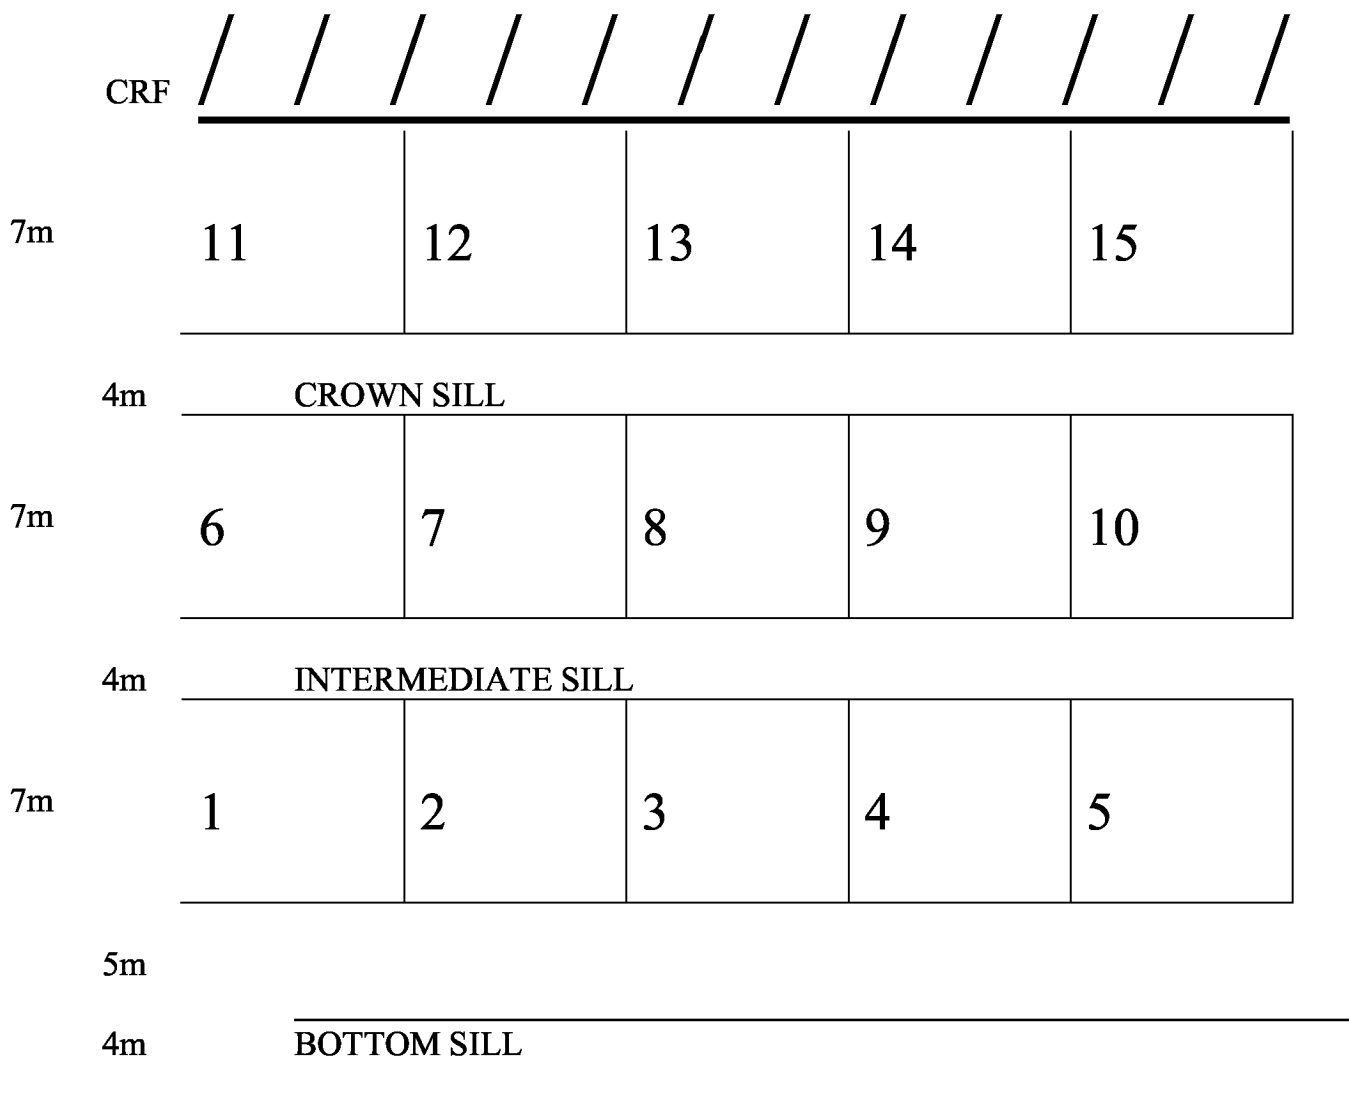 CRF
7m 11 12 13 14 15
4m CROWN SILL
7m 6 7 8 9 10
4m INTERMEDIATE SILL
7m 1 2 3 4 5
5m
4m BOTTOM SILL